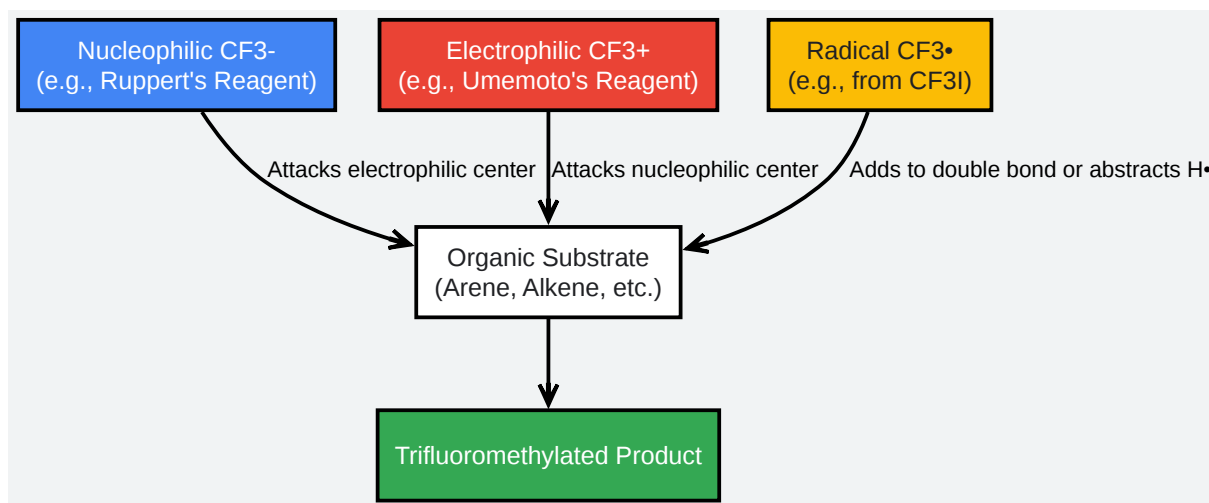 Nucleophilic CF3-
(e.g., Ruppert's Reagent)
Electrophilic CF3+
(e.g., Umemoto's Reagent)
Radical CF3•
(e.g., from CF3I)
Attacks electrophilic center
Attacks nucleophilic center
Adds to double bond or abstracts H•
Organic Substrate
(Arene, Alkene, etc.)
Trifluoromethylated Product